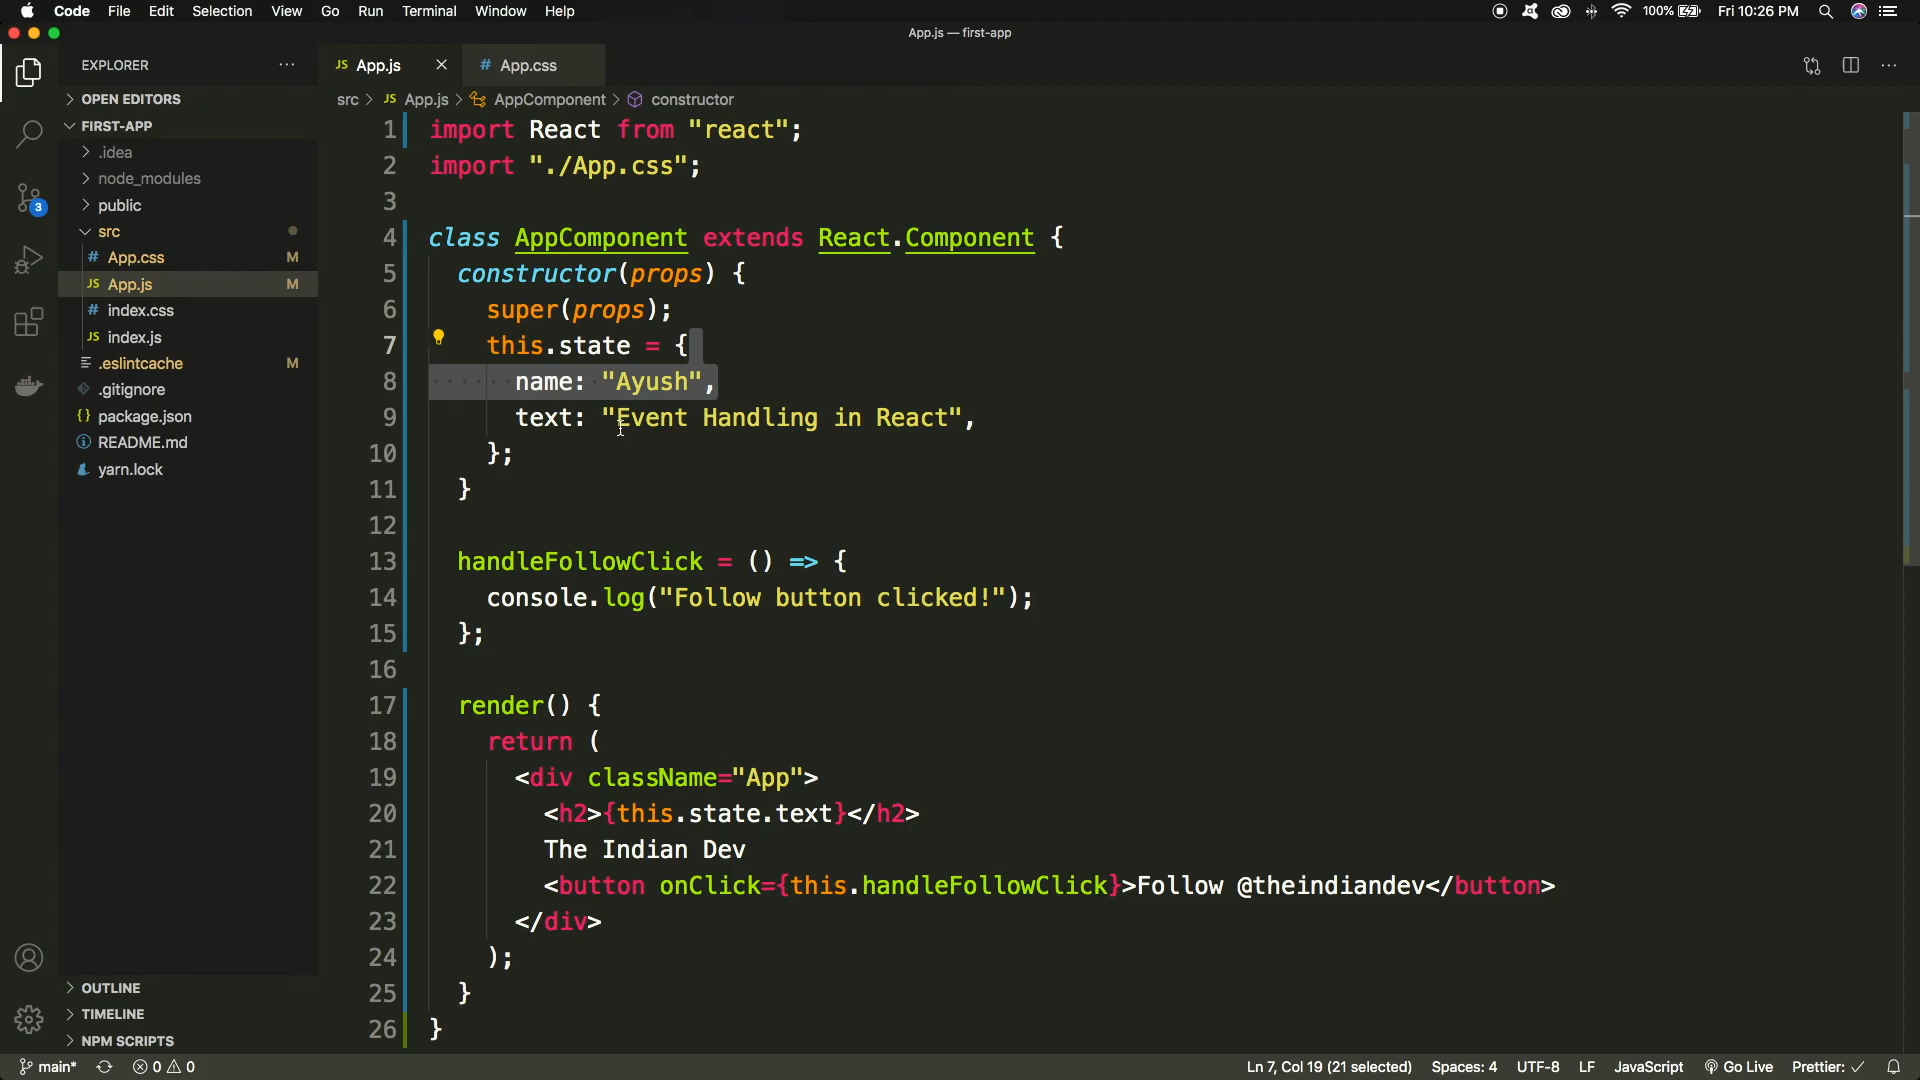 Code File Edit Selection View Go Run Terminal Window Help 100% Fri 10:26 PM
App.js — first-app
EXPLORER
OPEN EDITORS
FIRST-APP
.idea
node_modules
public
src
# App.css M
JS App.js M
# index.css
JS index.js
.eslintcache M
.gitignore
{} package.json
README.md
yarn.lock
OUTLINE
TIMELINE
NPM SCRIPTS
3
JS App.js # App.css
src > JS App.js > AppComponent > constructor
1 import React from "react";
2 import "./App.css";
3
4 class AppComponent extends React.Component {
5 constructor(props) {
6 super(props);
7 this.state = {
8 name: "Ayush",
9 text: "Event Handling in React",
10 };
11 }
12
13 handleFollowClick = () => {
14 console.log("Follow button clicked!");
15 };
16
17 render() {
18 return (
19 <div className="App">
20 <h2>{this.state.text}</h2>
21 The Indian Dev
22 <button onClick={this.handleFollowClick}>Follow @theindiandev</button>
23 </div>
24 );
25 }
26 }
main* 0 0 Ln 7, Col 19 (21 selected) Spaces: 4 UTF-8 LF JavaScript Go Live Prettier: ✓